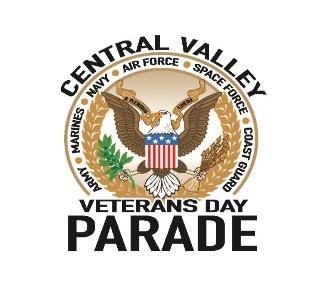 CENTRAL VALLEY
ARMY • MARINES • NAVY • AIR FORCE • SPACE FORCE • COAST GUARD
VETERANS DAY
PARADE